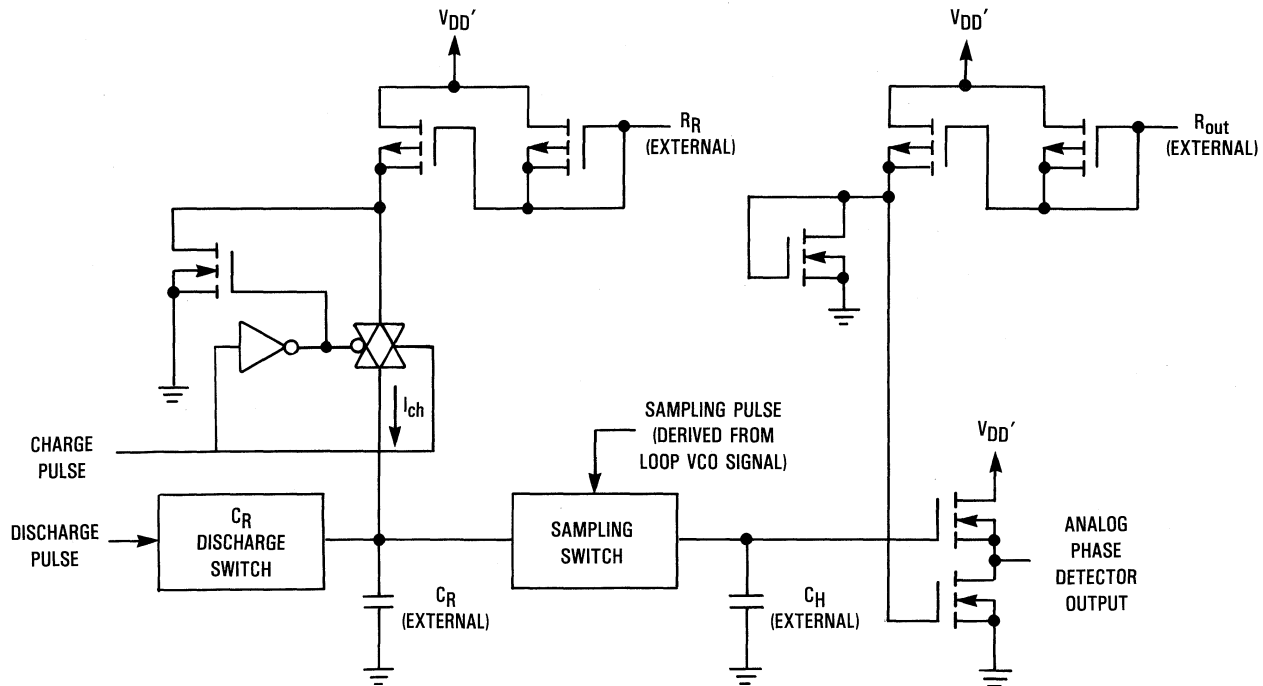 VDD'
VDD'
RR
(EXTERNAL)
Rout
(EXTERNAL)
Ich
CHARGE
PULSE
SAMPLING PULSE
(DERIVED FROM
LOOP VCO SIGNAL)
VDD'
DISCHARGE
PULSE
CR
DISCHARGE
SWITCH
SAMPLING
SWITCH
ANALOG
PHASE
DETECTOR
OUTPUT
CR
(EXTERNAL)
CH
(EXTERNAL)